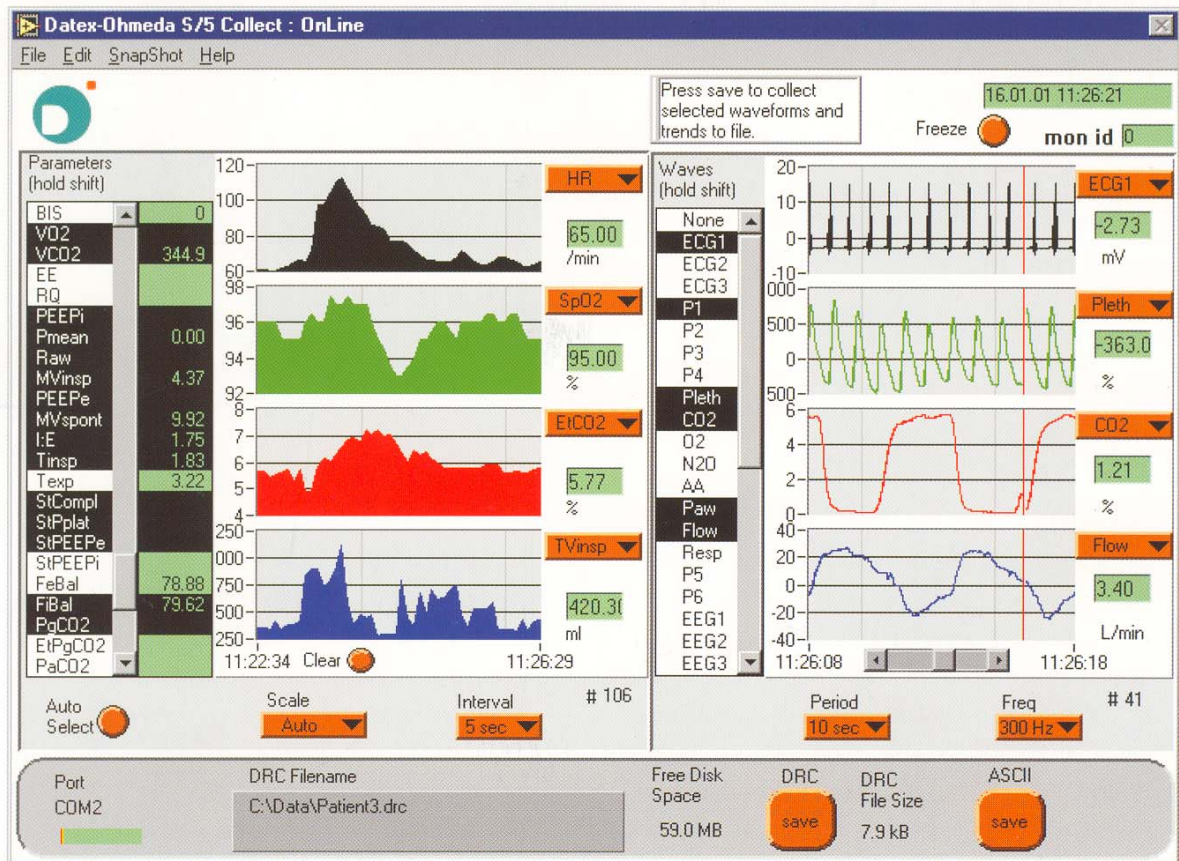 Datex-Ohmeda S/5 Collect : OnLine
File Edit SnapShot Help
Press save to collect
selected waveforms and
trends to file.
16.01.01 11:26:21
Freeze
mon id 0
Parameters
(hold shift)
BIS 0
VO2
VCO2 344.9
EE
RQ
PEEPi
Pmean 0.00
Raw
MVinsp 4.37
PEEPe
MVspont 9.92
I:E 1.75
Tinsp 1.83
Texp 3.22
StCompl
StPplat
StPEEPe
StPEEPi
FeBal 78.88
FiBal 79.62
PgCO2
EtPgCO2
PaCO2
120-
100-
80-
60-
HR
65.00
/min
98-
96-
94-
92-
SpO2
95.00
%
8-
7-
6-
5-
4-
EtCO2
5.77
%
250-
000-
750-
500-
250-
TVinsp
420.30
ml
11:22:34 Clear 11:26:29
Auto
Select
Scale
Auto
Interval
5 sec
# 106
Waves
(hold shift)
None
ECG1
ECG2
ECG3
P1
P2
P3
P4
Pleth
CO2
O2
N2O
AA
Paw
Flow
Resp
P5
P6
EEG1
EEG2
EEG3
20-
10-
0-
-10-
ECG1
-2.73
mV
000-
500-
0-
500-
Pleth
-363.0
%
6-
4-
2-
0-
CO2
1.21
%
40-
20-
0-
-20-
-40-
Flow
3.40
L/min
11:26:08 11:26:18
Period
10 sec
Freq
300 Hz
# 41
Port
COM2
DRC Filename
C:\Data\Patient3.drc
Free Disk
Space
59.0 MB
DRC
save
DRC
File Size
7.9 kB
ASCII
save